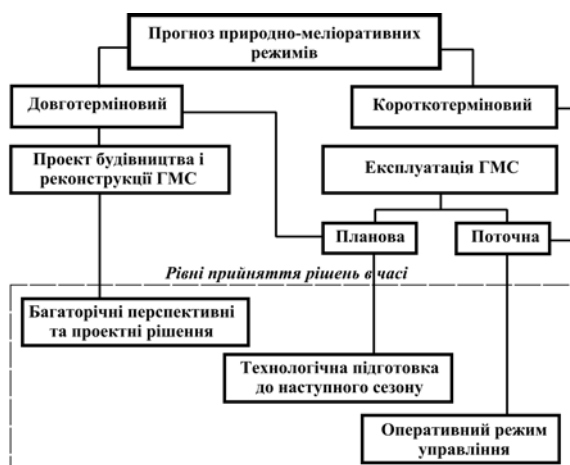 Прогноз природно-меліоративних
режимів
Довготерміновий
Короткотерміновий
Проект будівництва і
реконструкції ГМС
Експлуатація ГМС
Планова
Поточна
Рівні прийняття рішень в часі
Багаторічні перспективні
та проектні рішення
Технологічна підготовка
до наступного сезону
Оперативний режим
управління